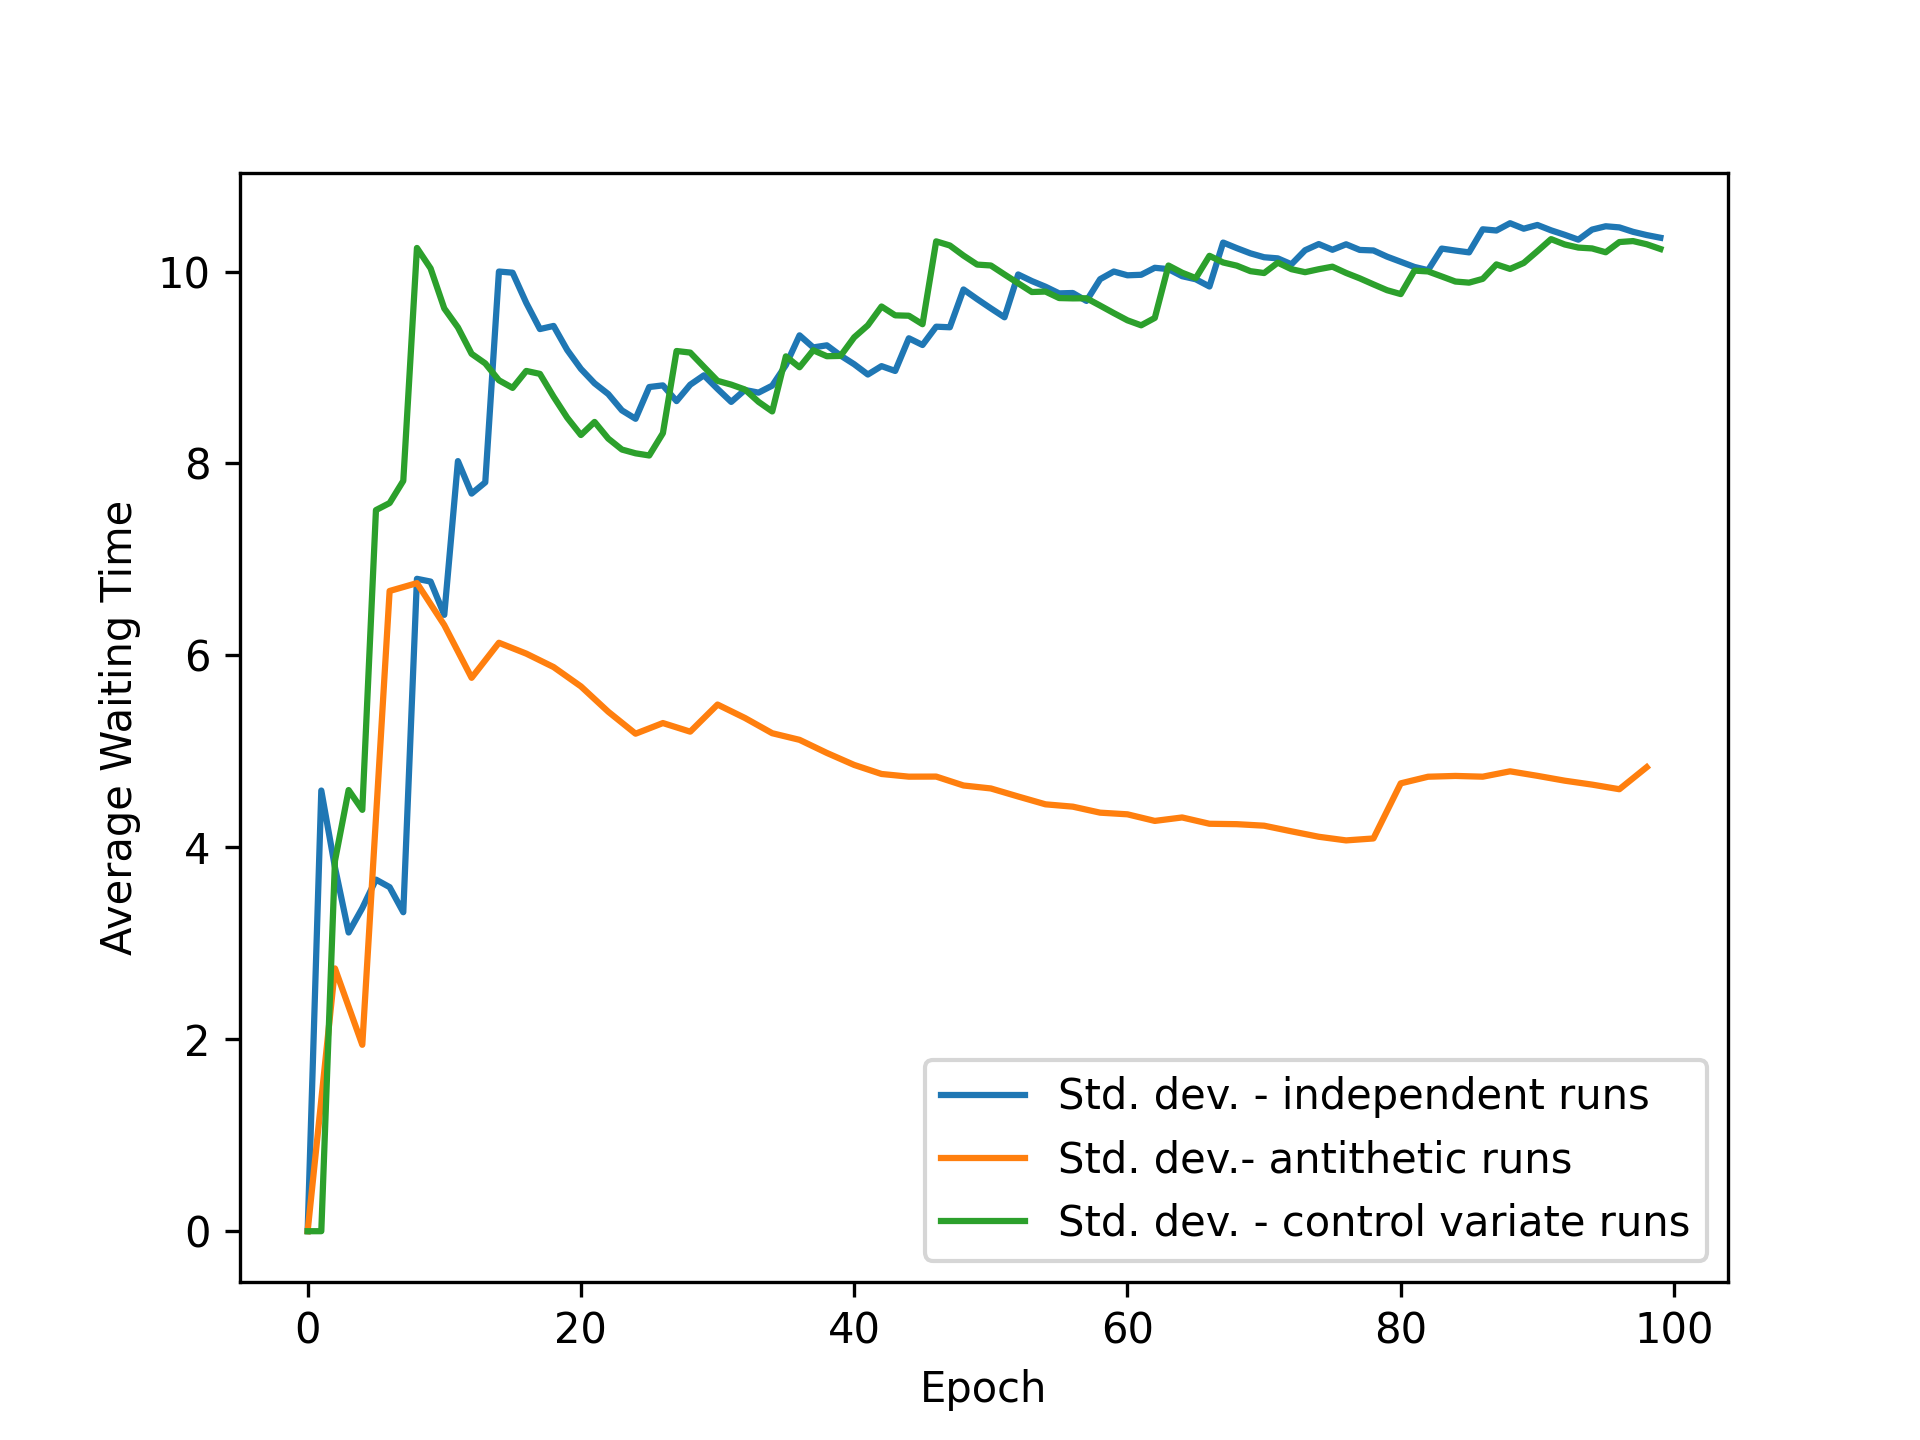 10
8
6
4
2
0
Average Waiting Time
Std. dev. - independent runs
Std. dev.- antithetic runs
Std. dev. - control variate runs
0 20 40 60 80 100
Epoch